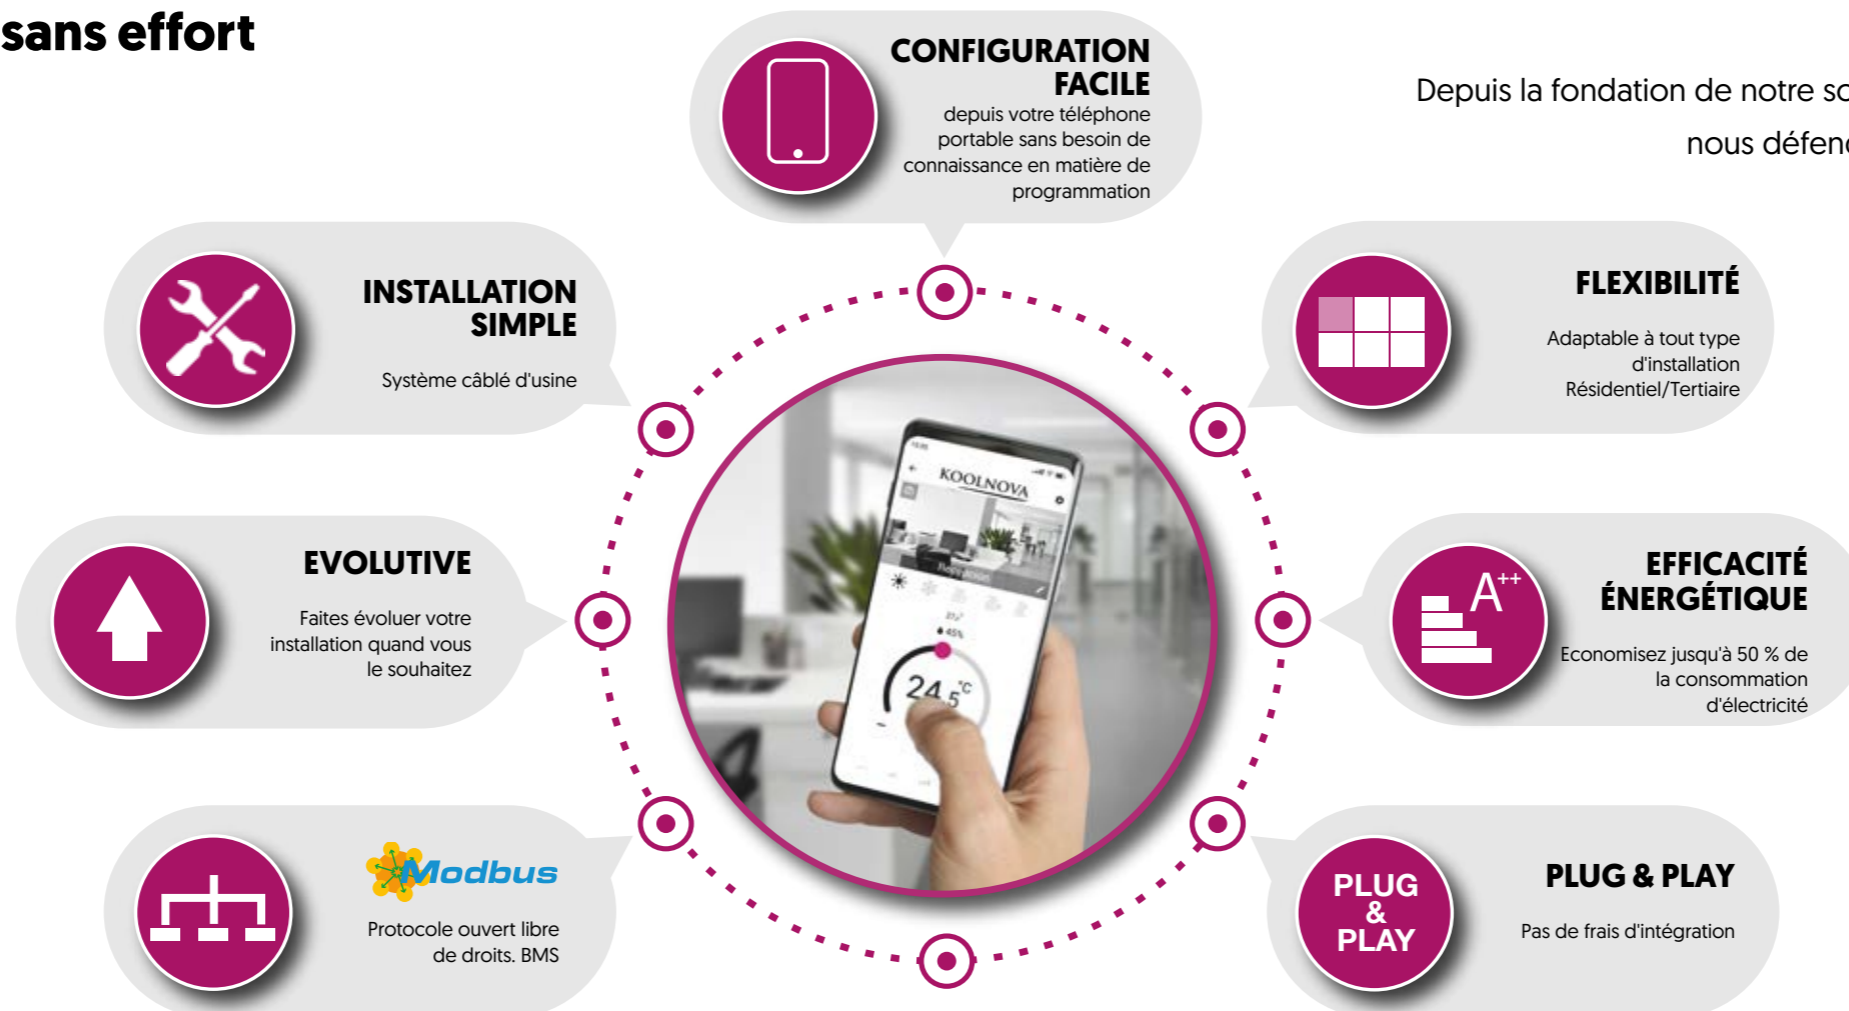 sans effort
CONFIGURATION
FACILE
depuis votre téléphone
portable sans besoin de
connaissance en matière de
programmation
Depuis la fondation de notre so
nous défend
INSTALLATION
SIMPLE
Système câblé d'usine
FLEXIBILITÉ
Adaptable à tout type
d'installation
Résidentiel/Tertiaire
EVOLUTIVE
Faites évoluer votre
installation quand vous
le souhaitez
KOOLNOVA
45%
24.5°C
A++
EFFICACITÉ
ÉNERGÉTIQUE
Economisez jusqu'à 50 % de
la consommation
d'électricité
Modbus
Protocole ouvert libre
de droits. BMS
PLUG
&
PLAY
PLUG & PLAY
Pas de frais d'intégration